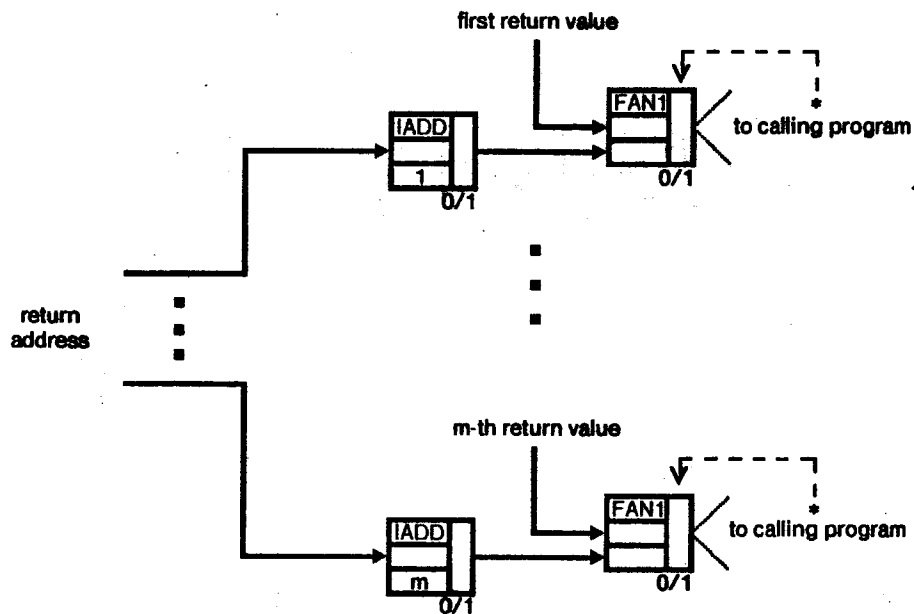 first return value
FAN1
*
to calling program
IADD
1
0/1
0/1
return
address
m-th return value
FAN1
*
to calling program
IADD
m
0/1
0/1